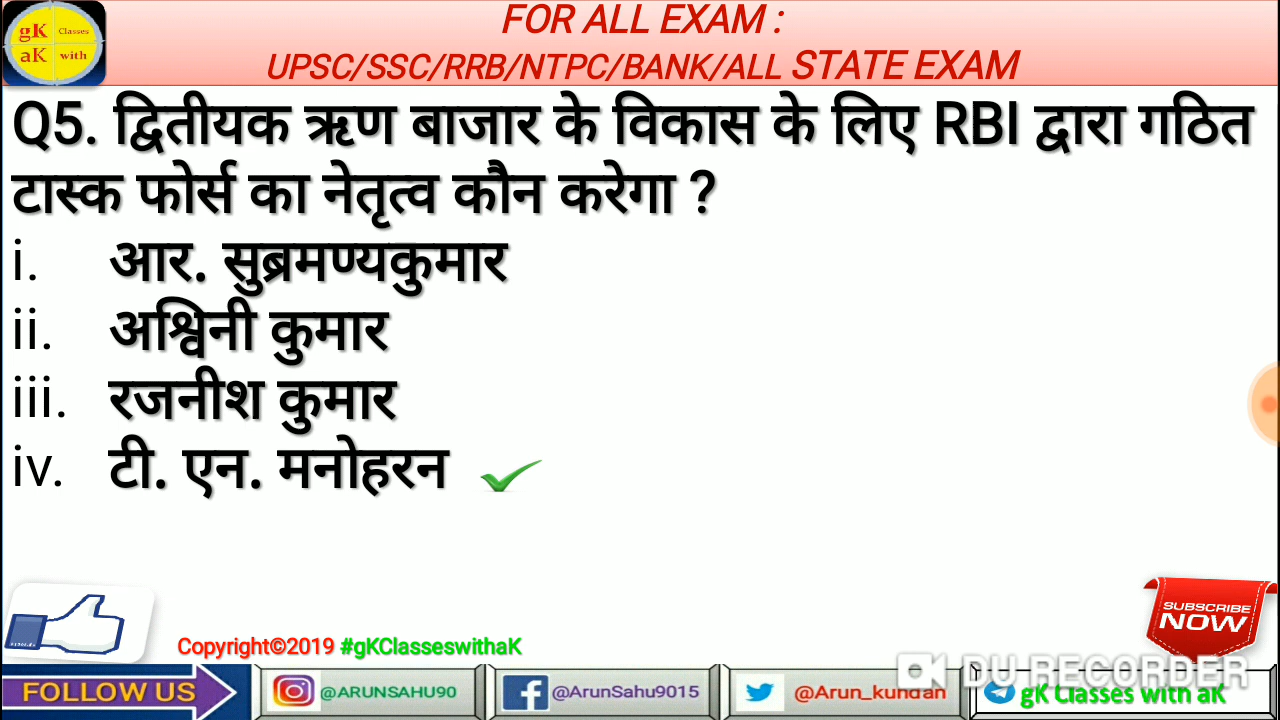 gK Classes
aK with
FOR ALL EXAM :
UPSC/SSC/RRB/NTPC/BANK/ALL STATE EXAM
Q5. द्वितीयक ऋण बाजार के विकास के लिए RBI द्वारा गठित
टास्क फोर्स का नेतृत्व कौन करेगा ?
i. आर. सुब्रमण्यकुमार
ii. अश्विनी कुमार
iii. रजनीश कुमार
iv. टी. एन. मनोहरन
SUBSCRIBE
NOW
Copyright©2019 #gKClasseswithaK
DU RECORDER
FOLLOW US @ARUNSAHU90 @ArunSahu9015 @Arun_kundan gK Classes with aK